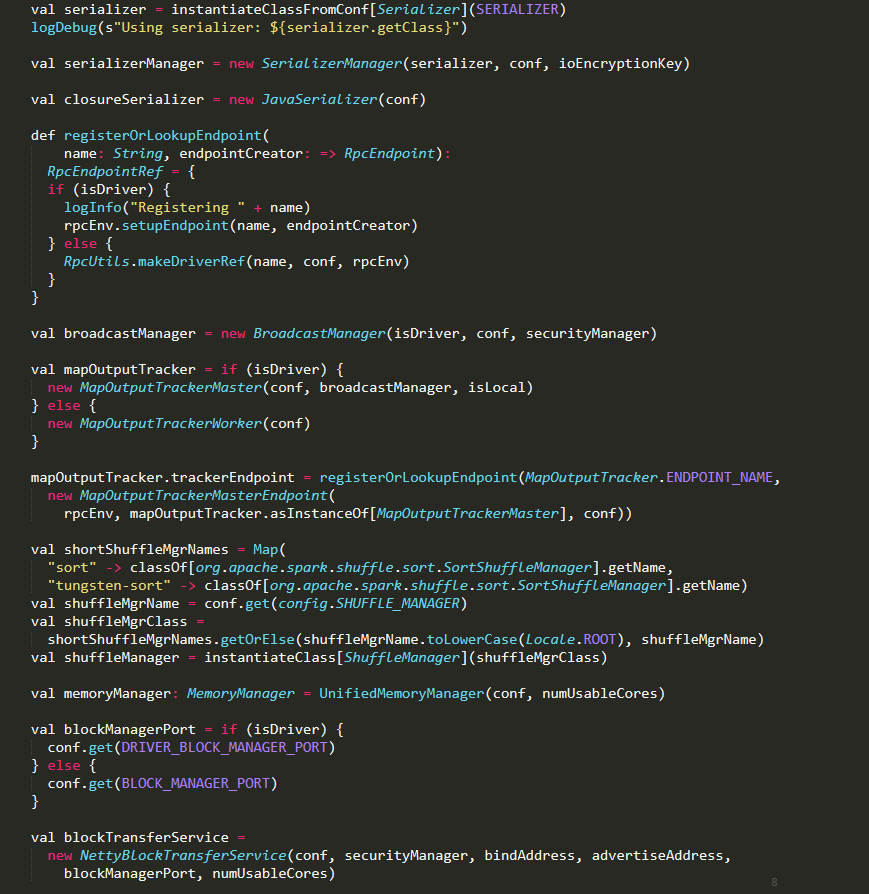 val serializer = instantiateClassFromConf[Serializer](SERIALIZER)
logDebug(s"Using serializer: ${serializer.getClass}")

val serializerManager = new SerializerManager(serializer, conf, ioEncryptionKey)

val closureSerializer = new JavaSerializer(conf)

def registerOrLookupEndpoint(
    name: String, endpointCreator: => RpcEndpoint):
  RpcEndpointRef = {
  if (isDriver) {
    logInfo("Registering " + name)
    rpcEnv.setupEndpoint(name, endpointCreator)
  } else {
    RpcUtils.makeDriverRef(name, conf, rpcEnv)
  }
}

val broadcastManager = new BroadcastManager(isDriver, conf, securityManager)

val mapOutputTracker = if (isDriver) {
  new MapOutputTrackerMaster(conf, broadcastManager, isLocal)
} else {
  new MapOutputTrackerWorker(conf)
}

mapOutputTracker.trackerEndpoint = registerOrLookupEndpoint(MapOutputTracker.ENDPOINT_NAME,
  new MapOutputTrackerMasterEndpoint(
    rpcEnv, mapOutputTracker.asInstanceOf[MapOutputTrackerMaster], conf))

val shortShuffleMgrNames = Map(
  "sort" -> classOf[org.apache.spark.shuffle.sort.SortShuffleManager].getName,
  "tungsten-sort" -> classOf[org.apache.spark.shuffle.sort.SortShuffleManager].getName)
val shuffleMgrName = conf.get(config.SHUFFLE_MANAGER)
val shuffleMgrClass =
  shortShuffleMgrNames.getOrElse(shuffleMgrName.toLowerCase(Locale.ROOT), shuffleMgrName)
val shuffleManager = instantiateClass[ShuffleManager](shuffleMgrClass)

val memoryManager: MemoryManager = UnifiedMemoryManager(conf, numUsableCores)

val blockManagerPort = if (isDriver) {
  conf.get(DRIVER_BLOCK_MANAGER_PORT)
} else {
  conf.get(BLOCK_MANAGER_PORT)
}

val blockTransferService =
  new NettyBlockTransferService(conf, securityManager, bindAddress, advertiseAddress,
    blockManagerPort, numUsableCores)
8